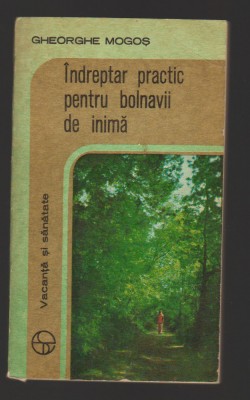 GHEORGHE MOGOȘ
Îndreptar practic
pentru bolnavii
de inimă
Vacanță și sănătate